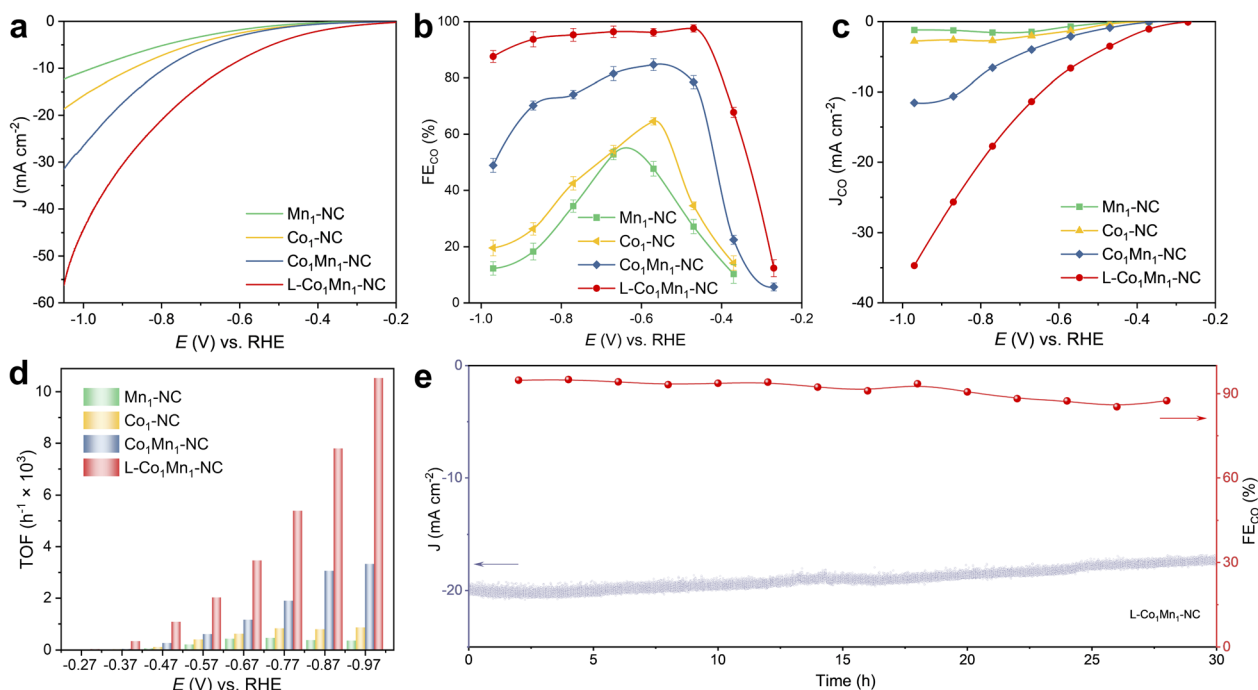 a
J (mA cm⁻²)
0
-10
-20
-30
-40
-50
-60
-1.0
-0.8
-0.6
-0.4
-0.2
E (V) vs. RHE
Mn₁-NC
Co₁-NC
Co₁Mn₁-NC
L-Co₁Mn₁-NC
b
FE_CO (%)
100
80
60
40
20
0
-1.0
-0.8
-0.6
-0.4
-0.2
E (V) vs. RHE
Mn₁-NC
Co₁-NC
Co₁Mn₁-NC
L-Co₁Mn₁-NC
c
J_CO (mA cm⁻²)
0
-10
-20
-30
-40
-1.0
-0.8
-0.6
-0.4
-0.2
E (V) vs. RHE
Mn₁-NC
Co₁-NC
Co₁Mn₁-NC
L-Co₁Mn₁-NC
d
TOF (h⁻¹ × 10³)
10
8
6
4
2
0
-0.27
-0.37
-0.47
-0.57
-0.67
-0.77
-0.87
-0.97
E (V) vs. RHE
Mn₁-NC
Co₁-NC
Co₁Mn₁-NC
L-Co₁Mn₁-NC
e
J (mA cm⁻²)
0
-10
-20
0
5
10
15
20
25
30
Time (h)
L-Co₁Mn₁-NC
90
60
30
0
FE_CO (%)